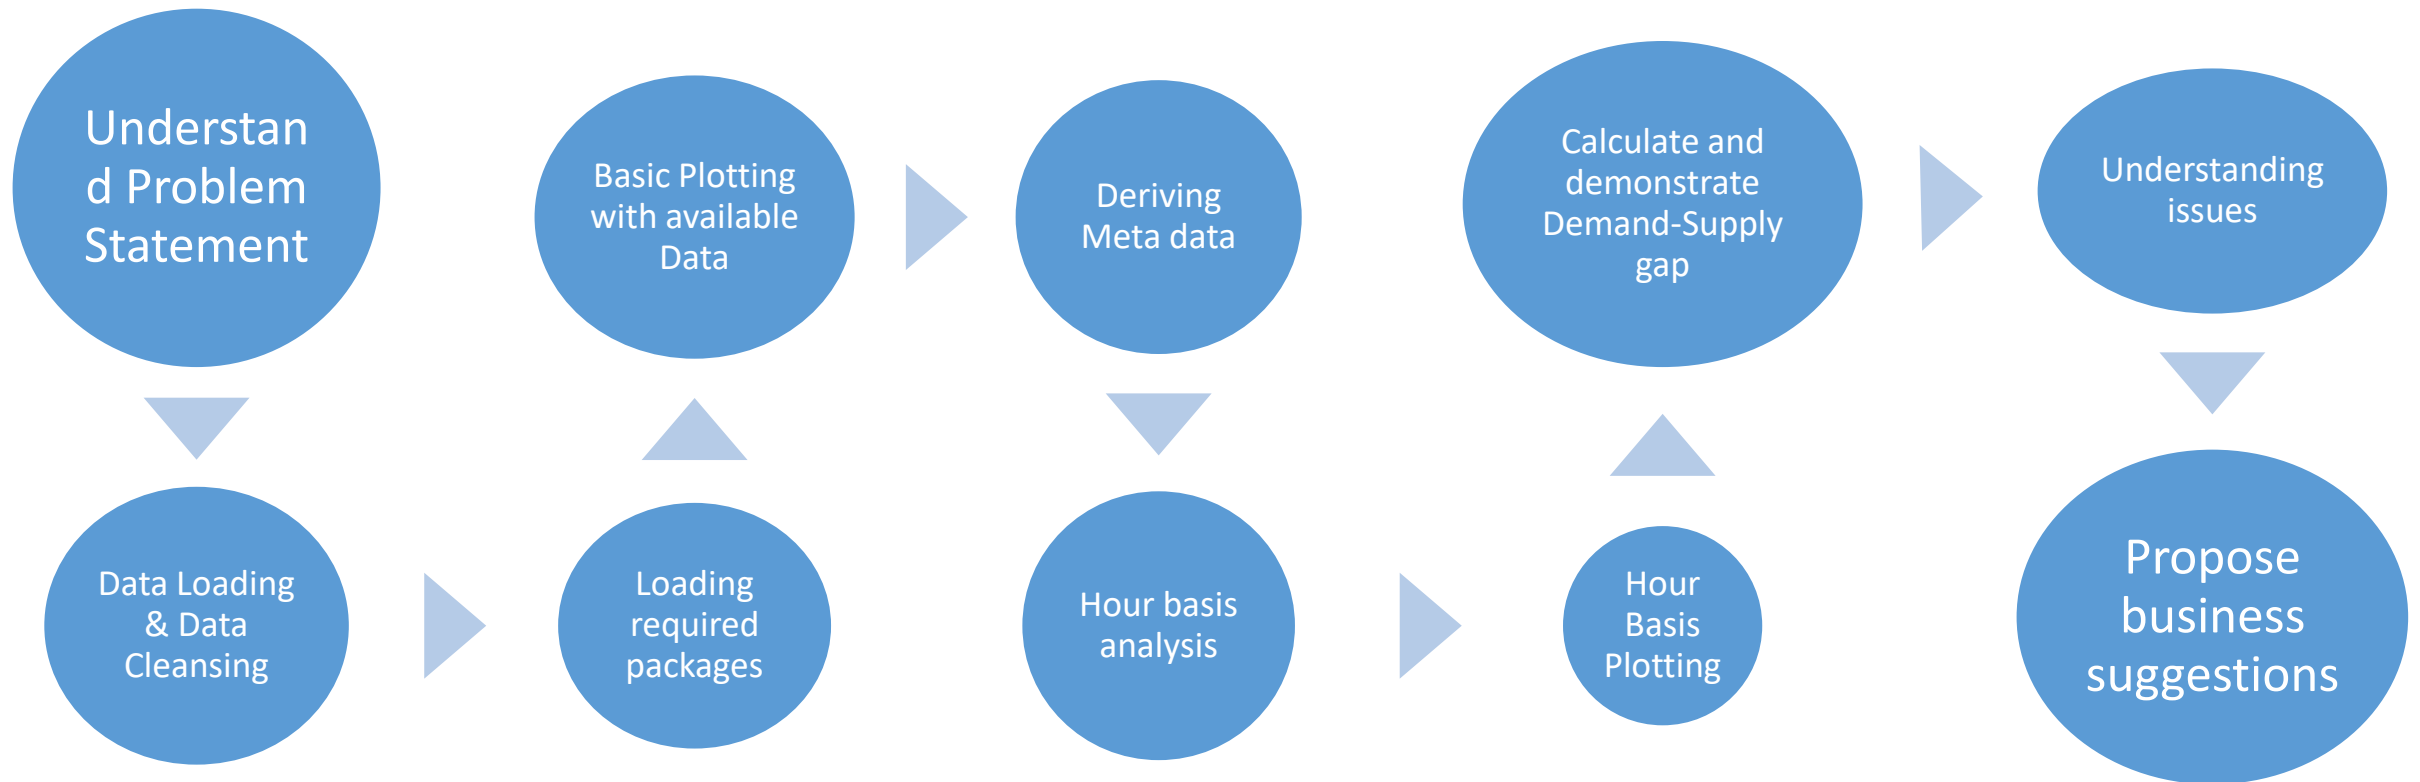 Understan
d Problem
Statement
Data Loading
& Data
Cleansing
Loading
required
packages
Basic Plotting
with available
Data
Deriving
Meta data
Hour basis
analysis
Hour
Basis
Plotting
Calculate and
demonstrate
Demand-Supply
gap
Understanding
issues
Propose
business
suggestions